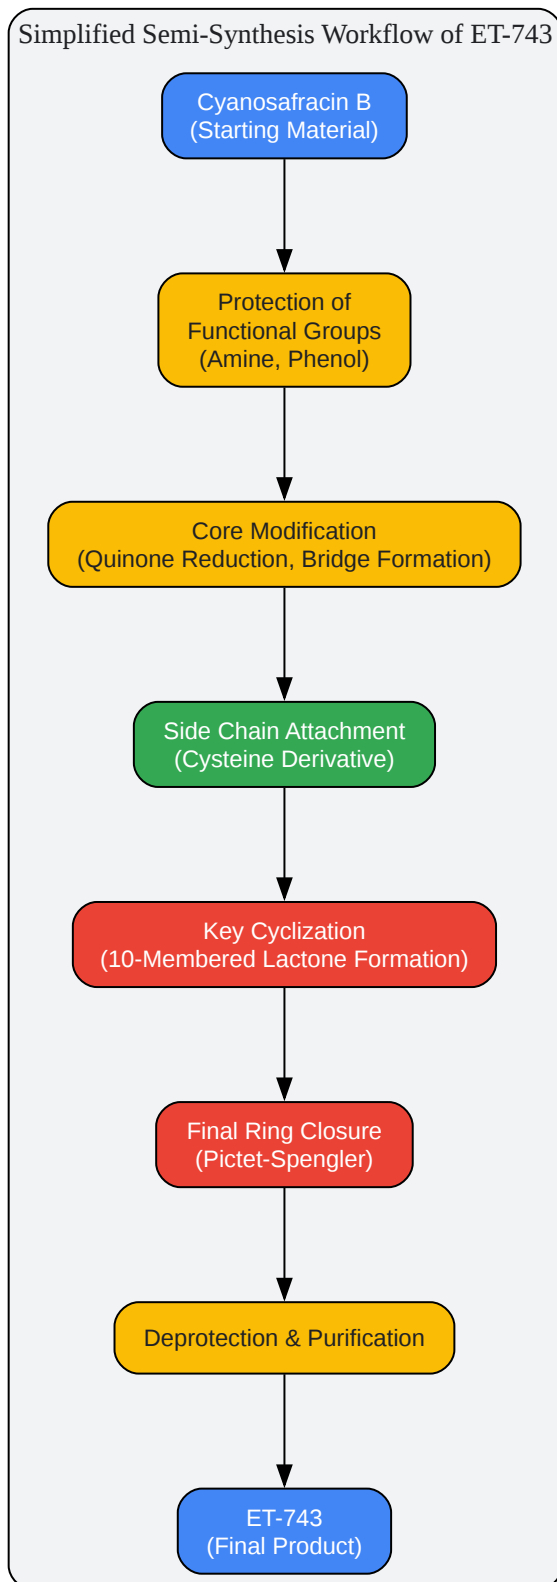 Simplified Semi-Synthesis Workflow of ET-743
Cyanosafracin B
(Starting Material)
Protection of
Functional Groups
(Amine, Phenol)
Core Modification
(Quinone Reduction, Bridge Formation)
Side Chain Attachment
(Cysteine Derivative)
Key Cyclization
(10-Membered Lactone Formation)
Final Ring Closure
(Pictet-Spengler)
Deprotection & Purification
ET-743
(Final Product)